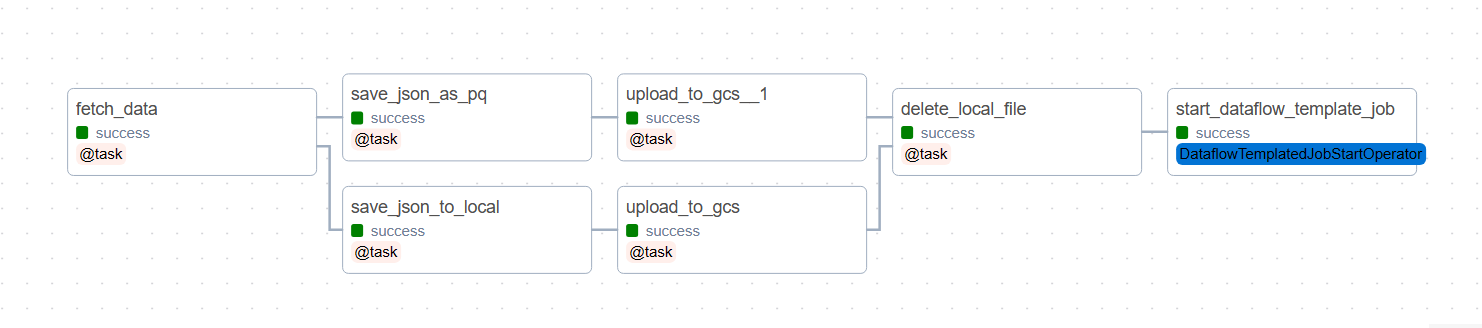 fetch_data
success
@task
save_json_as_pq
success
@task
upload_to_gcs__1
success
@task
save_json_to_local
success
@task
upload_to_gcs
success
@task
delete_local_file
success
@task
start_dataflow_template_job
success
DataflowTemplatedJobStartOperator